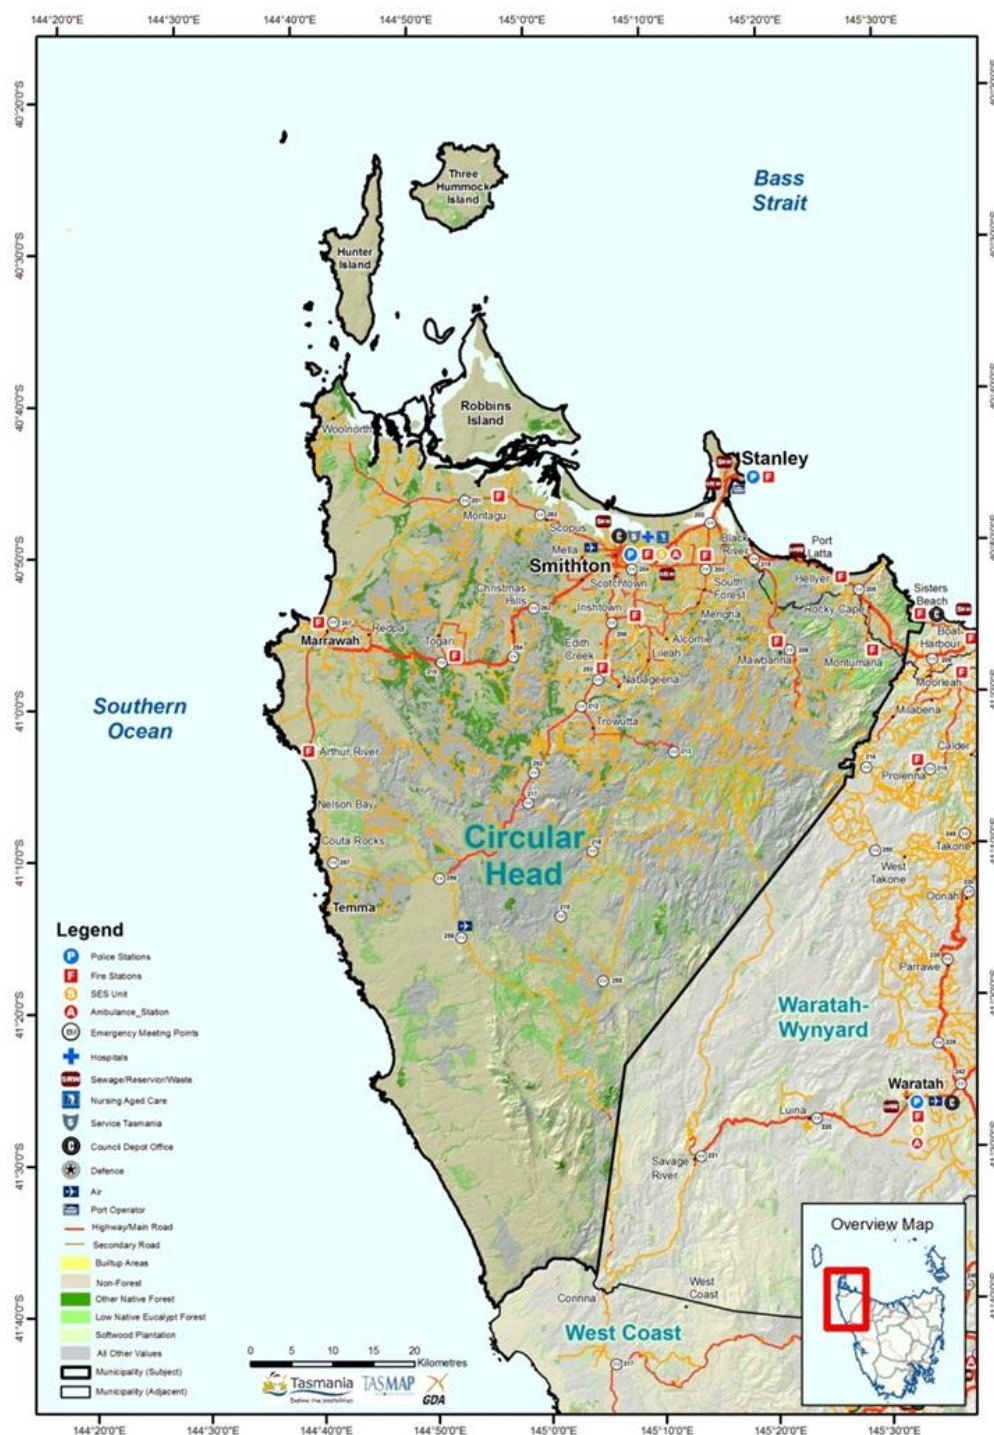 144°20'0"E
144°30'0"E
144°40'0"E
144°50'0"E
145°0'0"E
145°10'0"E
145°20'0"E
145°30'0"E
40°20'0"S
40°30'0"S
40°40'0"S
40°50'0"S
41°0'0"S
41°10'0"S
41°20'0"S
41°30'0"S
41°40'0"S
Bass
Strait
Three
Hummock
Island
Hunter
Island
Robbins
Island
Woolnorth
Stanley
Montagu
Scopus
Mella
Smithton
Scotchtown
Black
River
Port
Latta
Hellyer
Rocky Cape
Sisters
Beach
Boat
Harbour
Christmas
Hills
Irishtown
South
Forest
Mengha
Marrawah
Redpa
Togari
Edith
Creek
Alcomie
Lileah
Nabageena
Mawbanna
Montumana
Moorleah
Milabena
Southern
Ocean
Trowutta
Arthur River
Calder
Prolenna
Nelson Bay
Couta Rocks
Circular
Head
Takone
West
Takone
Oonah
Temma
Parrawe
Waratah-
Wynyard
Waratah
Luina
Savage
River
Corinna
West
Coast
West Coast
Legend
Police Stations
Fire Stations
SES Unit
Ambulance_Station
Emergency Meeting Points
Hospitals
Sewage/Reservior/Waste
Nursing Aged Care
Service Tasmania
Council Depot Office
Defence
Air
Port Operator
Highway/Main Road
Secondary Road
Builtup Areas
Non-Forest
Other Native Forest
Low Native Eucalypt Forest
Softwood Plantation
All Other Values
Municipality (Subject)
Municipality (Adjacent)
0 5 10 15 20
Kilometres
Tasmania
Explore the possibilities
TASMAP
GDA
Overview Map
144°20'0"E
144°30'0"E
144°40'0"E
144°50'0"E
145°0'0"E
145°10'0"E
145°20'0"E
145°30'0"E